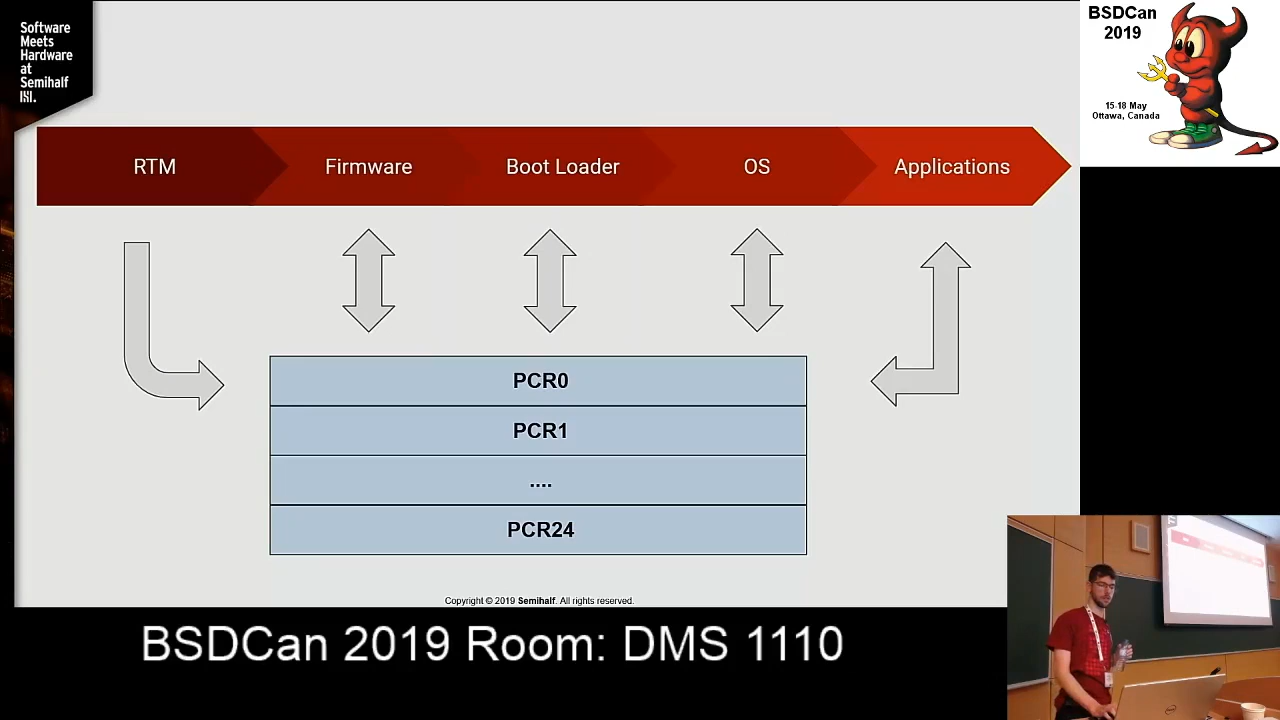 Software
Meets
Hardware
at
Semihalf
BSDCan
2019
15-18 May
Ottawa, Canada
RTM
Firmware
Boot Loader
OS
Applications
PCR0
PCR1
....
PCR24
Copyright © 2019 Semihalf. All rights reserved.
BSDCan 2019 Room: DMS 1110